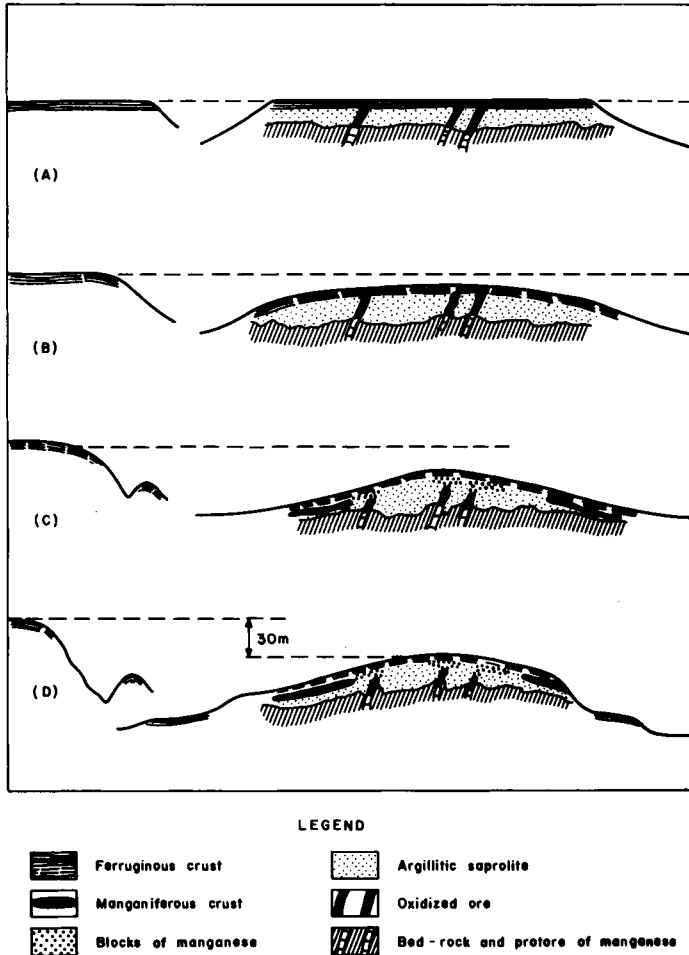 (A)
(B)
(C)
30m
(D)
LEGEND
Ferruginous crust
Argillitic saprolite
Manganiferous crust
Oxidized ore
Blocks of manganese
Bed-rock and protore of manganese